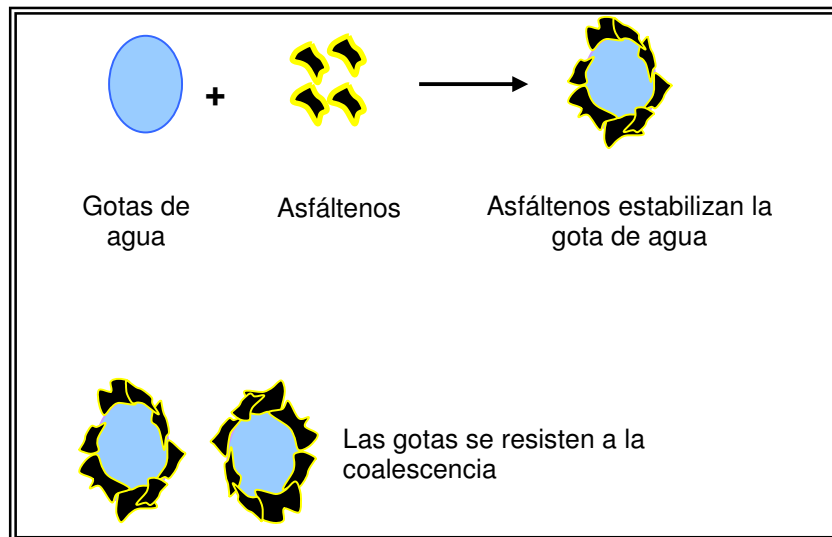 +
Gotas de
agua
Asfáltenos
Asfáltenos estabilizan la
gota de agua
Las gotas se resisten a la
coalescencia